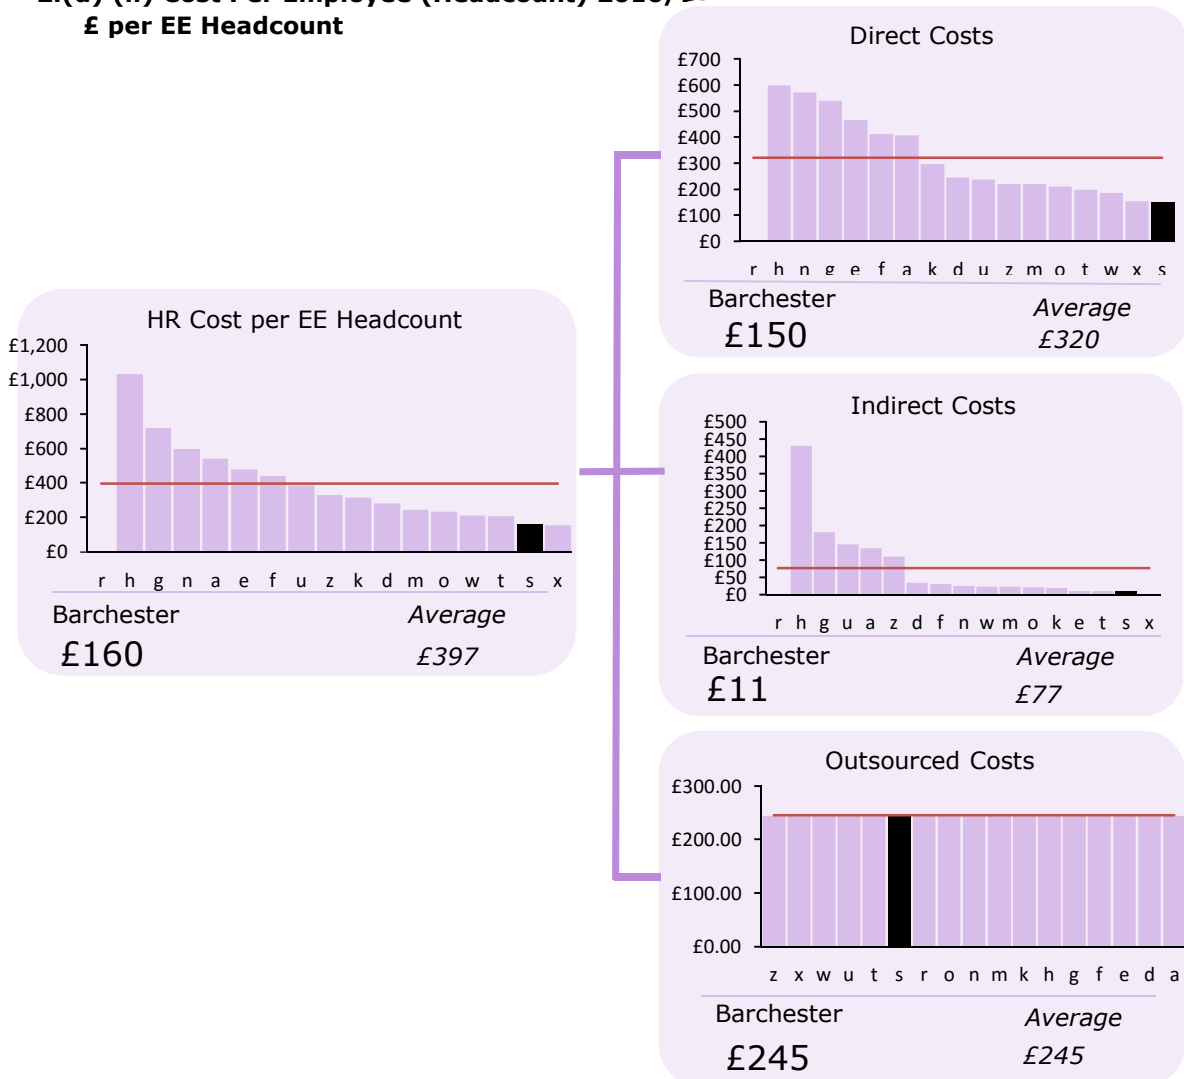 £ per EE Headcount
Direct Costs
£700
£600
£500
£400
£300
£200
£100
£0
r h n g e f a k d u z m o t w x s
Barchester
Average
£150
£320
HR Cost per EE Headcount
£1,200
£1,000
£800
£600
£400
£200
£0
r h g n a e f u z k d m o w t s x
Barchester
Average
£160
£397
Indirect Costs
£500
£450
£400
£350
£300
£250
£200
£150
£100
£50
£0
r h g u a z d f n w m o k e t s x
Barchester
Average
£11
£77
Outsourced Costs
£300.00
£200.00
£100.00
£0.00
z x w u t s r o n m k h g f e d a
Barchester
Average
£245
£245